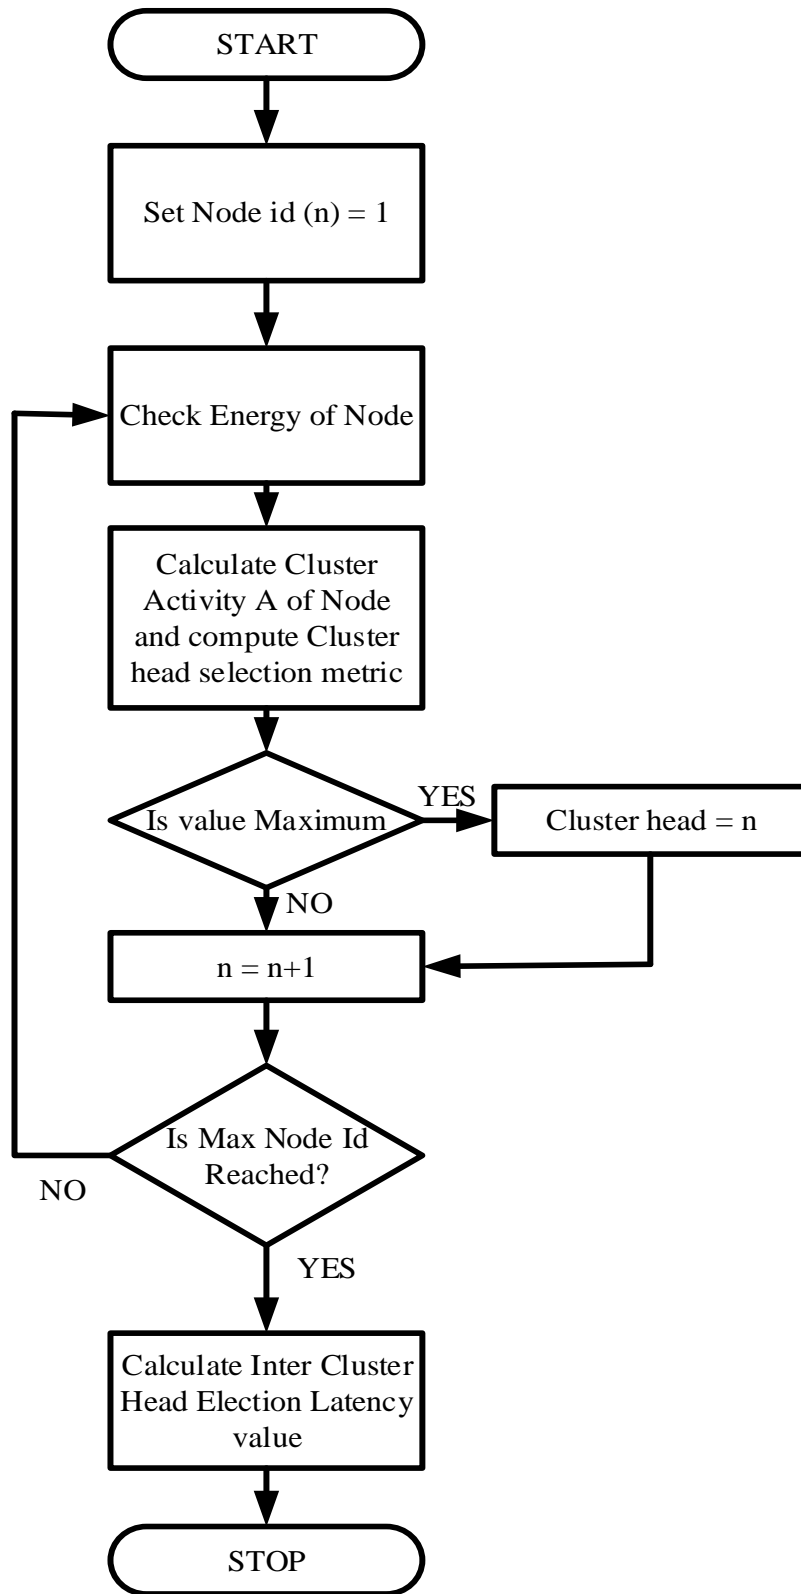 START
Set Node id (n) = 1
Check Energy of Node
Calculate Cluster
Activity A of Node
and compute Cluster
head selection metric
Is value Maximum
YES
Cluster head = n
NO
n = n+1
Is Max Node Id
Reached?
NO
YES
Calculate Inter Cluster
Head Election Latency
value
STOP